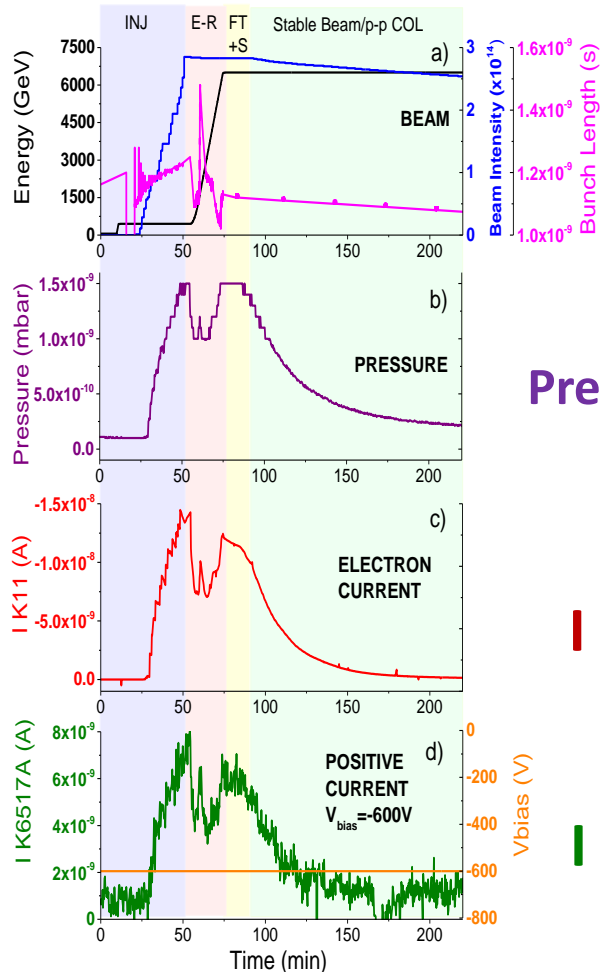 INJ E-R FT Stable Beam/p-p COL
+S
a)
BEAM
Energy (GeV)
7500
6000
4500
3000
1500
0
Beam Intensity (x10¹⁴)
3
2
1
0
Bunch Length (s)
1.6x10⁻⁹
1.4x10⁻⁹
1.2x10⁻⁹
1.0x10⁻⁹
0 50 100 150 200
b)
PRESSURE
Pressure (mbar)
1.5x10⁻⁹
1.0x10⁻⁹
5.0x10⁻¹⁰
0.0
0 50 100 150 200
Pre
c)
ELECTRON
CURRENT
I K11 (A)
-1.5x10⁻⁸
-1.0x10⁻⁸
-5.0x10⁻⁹
0.0
0 50 100 150 200
d)
POSITIVE
CURRENT
V_bias=-600V
I K6517A (A)
8x10⁻⁹
6x10⁻⁹
4x10⁻⁹
2x10⁻⁹
0
Vbias (V)
0
-200
-400
-600
-800
0 50 100 150 200
Time (min)